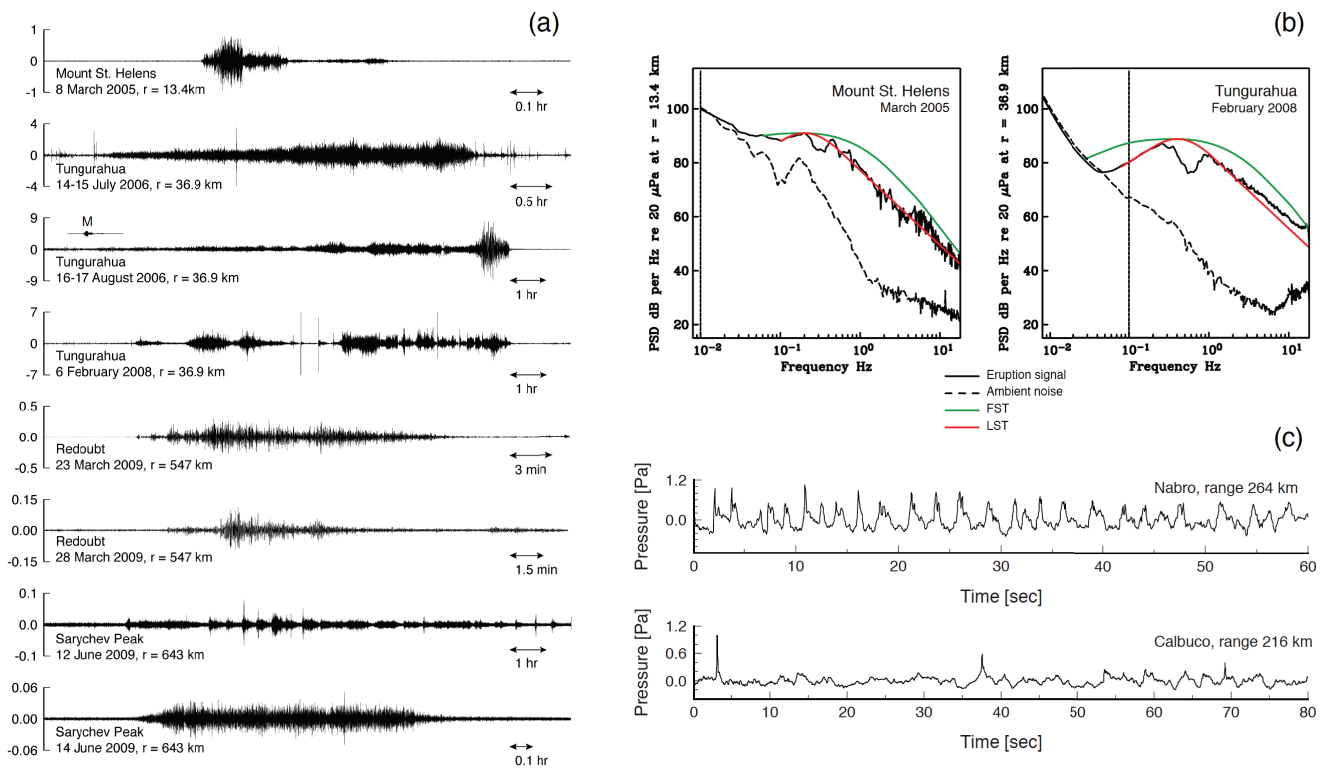 (a)
1
0
-1
Mount St. Helens
8 March 2005, r = 13.4km
0.1 hr
4
0
-4
Tungurahua
14-15 July 2006, r = 36.9 km
0.5 hr
9
0
-9
M
Tungurahua
16-17 August 2006, r = 36.9 km
1 hr
7
0
-7
Tungurahua
6 February 2008, r = 36.9 km
1 hr
0.5
0.0
-0.5
Redoubt
23 March 2009, r = 547 km
3 min
0.15
0.00
-0.15
Redoubt
28 March 2009, r = 547 km
1.5 min
0.1
0.0
-0.1
Sarychev Peak
12 June 2009, r = 643 km
1 hr
0.06
0.00
-0.06
Sarychev Peak
14 June 2009, r = 643 km
0.1 hr
(b)
PSD dB per Hz re 20 µPa at r = 13.4 km
100
80
60
40
20
Mount St. Helens
March 2005
10⁻² 10⁻¹ 10⁰ 10¹
Frequency Hz
PSD dB per Hz re 20 µPa at r = 36.9 km
100
80
60
40
20
Tungurahua
February 2008
10⁻² 10⁻¹ 10⁰ 10¹
Frequency Hz
Eruption signal
Ambient noise
FST
LST
(c)
Pressure [Pa]
1.2
0.0
Nabro, range 264 km
0 10 20 30 40 50 60
Time [sec]
Pressure [Pa]
1.2
0.6
0.0
Calbuco, range 216 km
0 10 20 30 40 50 60 70 80
Time [sec]